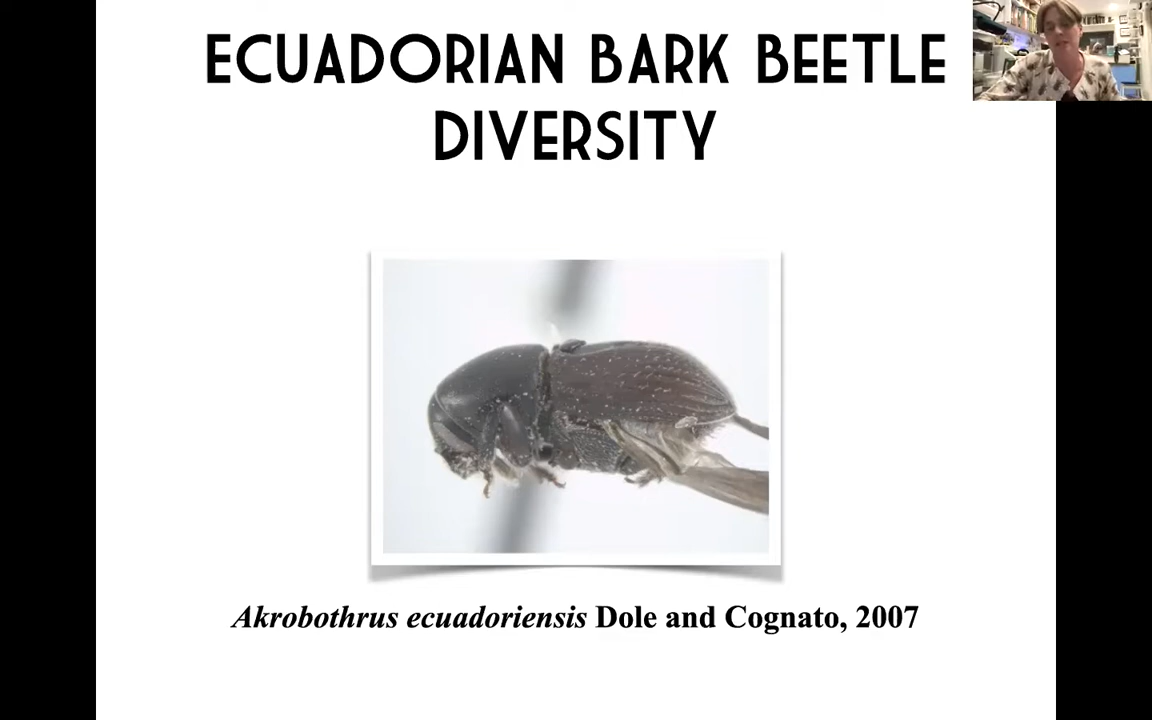 ECUADORIAN BARK BEETLE
DIVERSITY
Akrobothrus ecuadoriensis Dole and Cognato, 2007